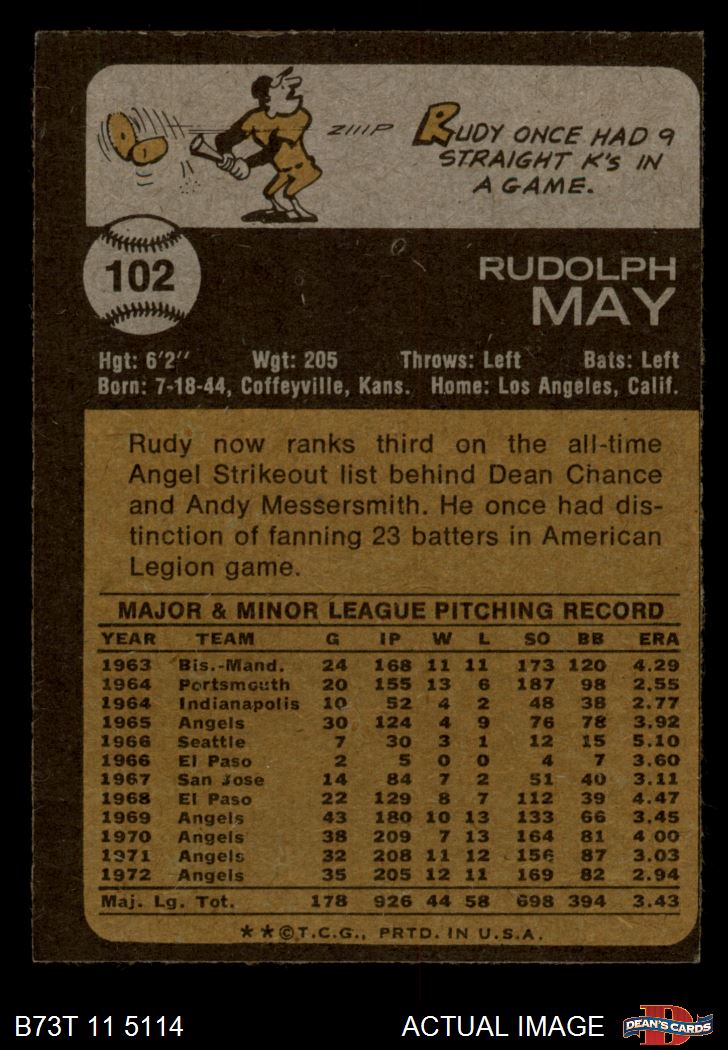 ZIIIP
RUDY ONCE HAD 9
STRAIGHT K'S IN
A GAME.
102
RUDOLPH
MAY
Hgt: 6'2" Wgt: 205 Throws: Left Bats: Left
Born: 7-18-44, Coffeyville, Kans. Home: Los Angeles, Calif.
Rudy now ranks third on the all-time
Angel Strikeout list behind Dean Chance
and Andy Messersmith. He once had dis-
tinction of fanning 23 batters in American
Legion game.
MAJOR & MINOR LEAGUE PITCHING RECORD
YEAR TEAM G IP W L SO BB ERA
1963 Bis.-Mand. 24 168 11 11 173 120 4.29
1964 Portsmouth 20 155 13 6 187 98 2.55
1964 Indianapolis 10 52 4 2 48 38 2.77
1965 Angels 30 124 4 9 76 78 3.92
1966 Seattle 7 30 3 1 12 15 5.10
1966 El Paso 2 5 0 0 4 7 3.60
1967 San Jose 14 84 7 2 51 40 3.11
1968 El Paso 22 129 8 7 112 39 4.47
1969 Angels 43 180 10 13 133 66 3.45
1970 Angels 38 209 7 13 164 81 4.00
1971 Angels 32 208 11 12 156 87 3.03
1972 Angels 35 205 12 11 169 82 2.94
Maj. Lg. Tot. 178 926 44 58 698 394 3.43
**©T.C.G., PRTD. IN U.S.A.
B73T 11 5114 ACTUAL IMAGE DEAN'S CARDS